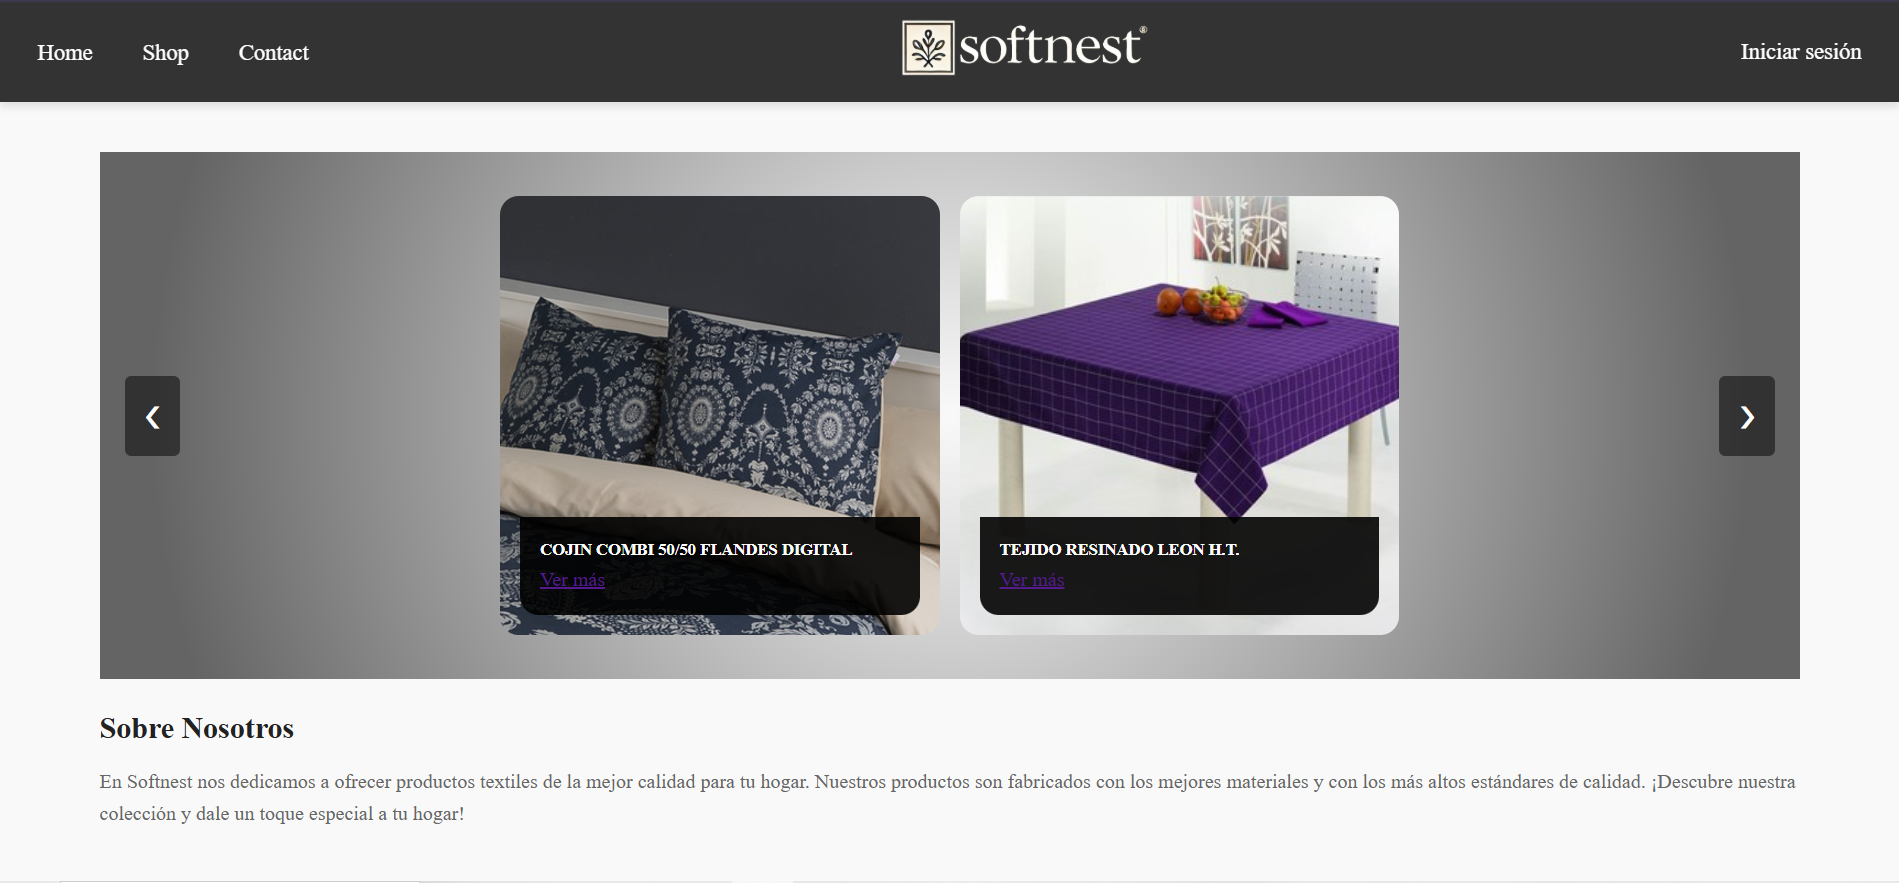 Home Shop Contact
softnest®
Iniciar sesión
❮
❯
COJIN COMBI 50/50 FLANDES DIGITAL
Ver más
TEJIDO RESINADO LEON H.T.
Ver más
Sobre Nosotros
En Softnest nos dedicamos a ofrecer productos textiles de la mejor calidad para tu hogar. Nuestros productos son fabricados con los mejores materiales y con los más altos estándares de calidad. ¡Descubre nuestra
colección y dale un toque especial a tu hogar!